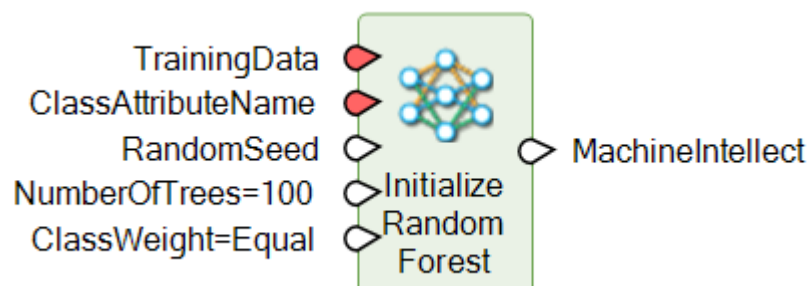 TrainingData
ClassAttributeName
RandomSeed
NumberOfTrees=100
ClassWeight=Equal
Initialize
Random
Forest
MachineIntellect